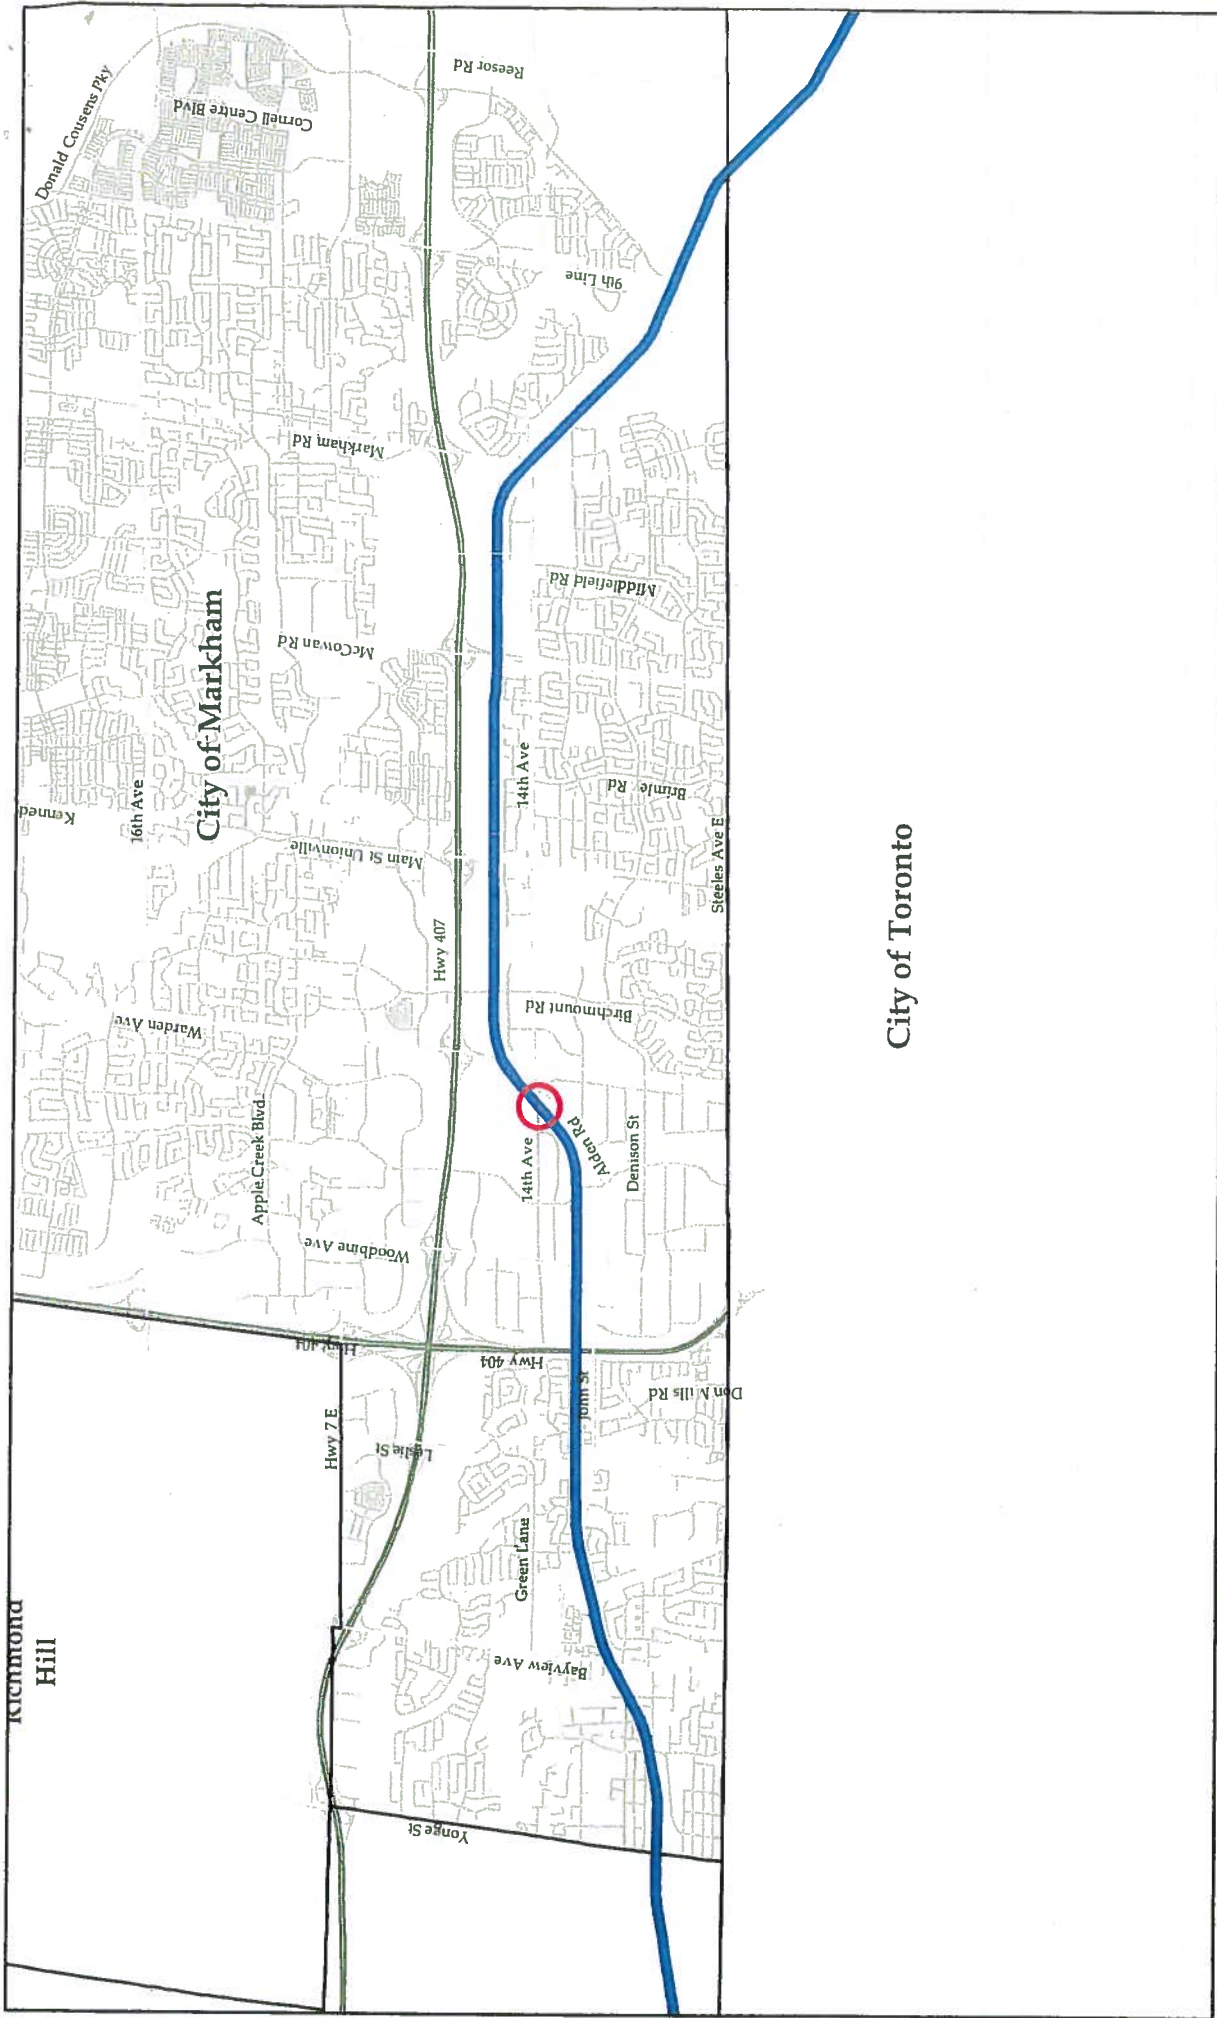 Richmond
Hill
Kenned
16th Ave
City of Markham
Donald Cousens Pky
Cornell Centre Blvd
Reesor Rd
9th Line
Markham Rd
McCowan Rd
Middlefield Rd
Main St Unionville
Hwy 407
14th Ave
Brimle Rd
Steeles Ave E
Warden Ave
Birchmount Rd
Apple Creek Blvd
14th Ave
Alden Rd
Denison St
Woodbine Ave
Hwy 404
Hwy 404
Hwy 7 E
Leslie St
John St
Don Mills Rd
Green Lane
Bayview Ave
Yonge St
City of Toronto